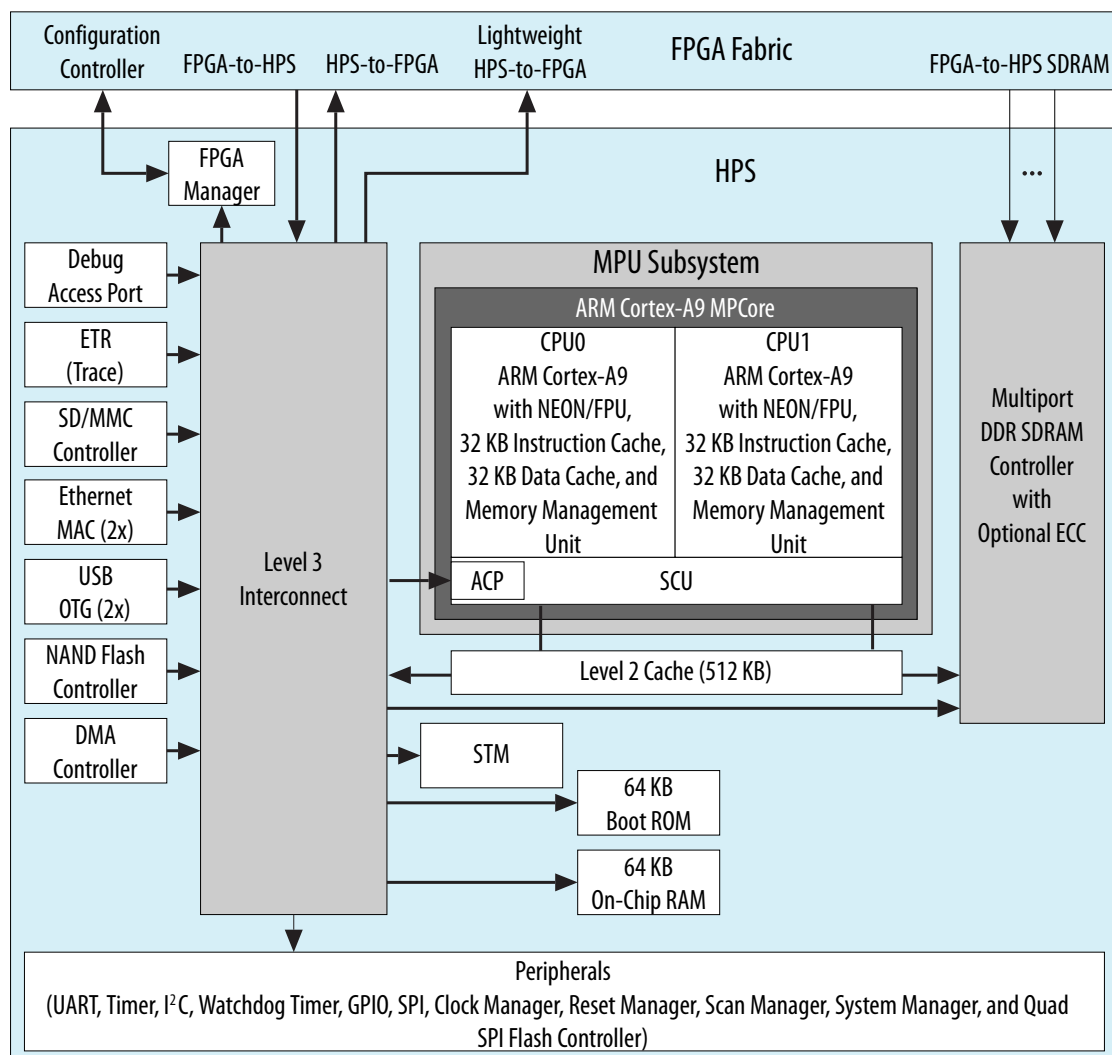 Configuration
Controller
FPGA-to-HPS
HPS-to-FPGA
Lightweight
HPS-to-FPGA
FPGA Fabric
FPGA-to-HPS SDRAM
FPGA
Manager
HPS
...
Debug
Access Port
ETR
(Trace)
SD/MMC
Controller
Ethernet
MAC (2x)
USB
OTG (2x)
NAND Flash
Controller
DMA
Controller
Level 3
Interconnect
MPU Subsystem
ARM Cortex-A9 MPCore
CPU0
ARM Cortex-A9
with NEON/FPU,
32 KB Instruction Cache,
32 KB Data Cache, and
Memory Management
Unit
CPU1
ARM Cortex-A9
with NEON/FPU,
32 KB Instruction Cache,
32 KB Data Cache, and
Memory Management
Unit
ACP
SCU
Level 2 Cache (512 KB)
Multiport
DDR SDRAM
Controller
with
Optional ECC
STM
64 KB
Boot ROM
64 KB
On-Chip RAM
Peripherals
(UART, Timer, I²C, Watchdog Timer, GPIO, SPI, Clock Manager, Reset Manager, Scan Manager, System Manager, and Quad
SPI Flash Controller)